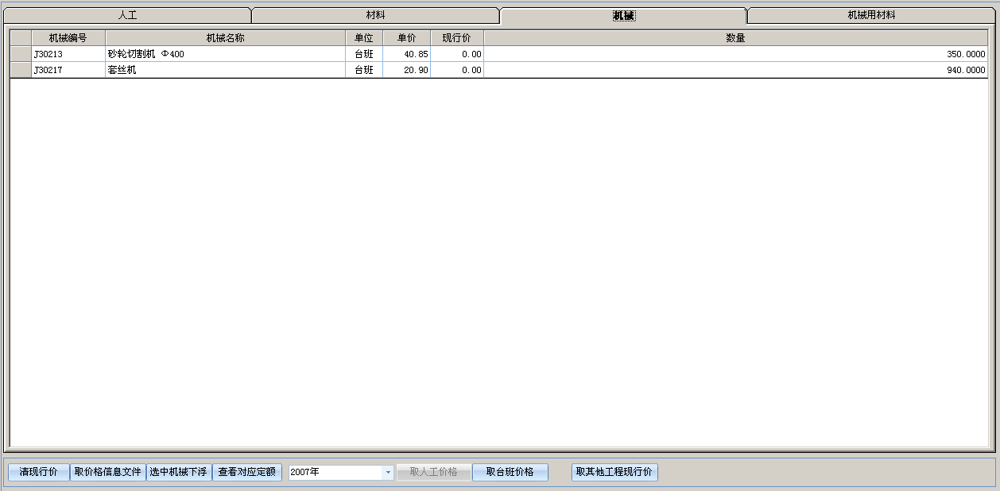 人工 材料 机械 机械用材料
机械编号 机械名称 单位 单价 现行价 数量
J30213 砂轮切割机 Φ400 台班 40.85 0.00 350.0000
J30217 套丝机 台班 20.90 0.00 940.0000
清现行价 取价格信息文件 选中机械下浮 查看对应定额 2007年 取人工价格 取台班价格 取其他工程现行价